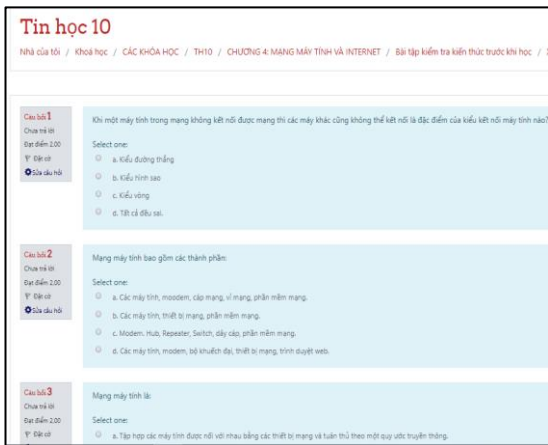 Tin học 10
Nhà của tôi / Khoá học / CÁC KHÓA HỌC / TH10 / CHƯƠNG 4: MẠNG MÁY TÍNH VÀ INTERNET / Bài tập kiểm tra kiến thức trước khi học /
Câu hỏi 1
Chưa trả lời
Đạt điểm 2,00
Đặt cờ
Sửa câu hỏi
Khi một máy tính trong mạng không kết nối được mạng thì các máy khác cũng không thể kết nối là đặc điểm của kiểu kết nối máy tính nào?
Select one:
a. Kiểu đường thẳng
b. Kiểu hình sao
c. Kiểu vòng
d. Tất cả đều sai.
Câu hỏi 2
Chưa trả lời
Đạt điểm 2,00
Đặt cờ
Sửa câu hỏi
Mạng máy tính bao gồm các thành phần:
Select one:
a. Các máy tính, moodem, cáp mạng, vỉ mạng, phần mềm mạng.
b. Các máy tính, thiết bị mạng, phần mềm mạng.
c. Modem. Hub, Repeater, Switch, dây cáp, phần mềm mạng.
d. Các máy tính, modem, bộ khuếch đại, thiết bị mạng, trình duyệt web.
Câu hỏi 3
Chưa trả lời
Đạt điểm 2,00
Đặt cờ
Mạng máy tính là:
Select one:
a. Tập hợp các máy tính được nối với nhau bằng các thiết bị mạng và tuân thủ theo một quy ước truyền thông.